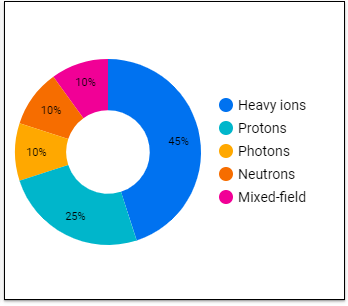 10%
10%
45%
10%
25%
Heavy ions
Protons
Photons
Neutrons
Mixed-field